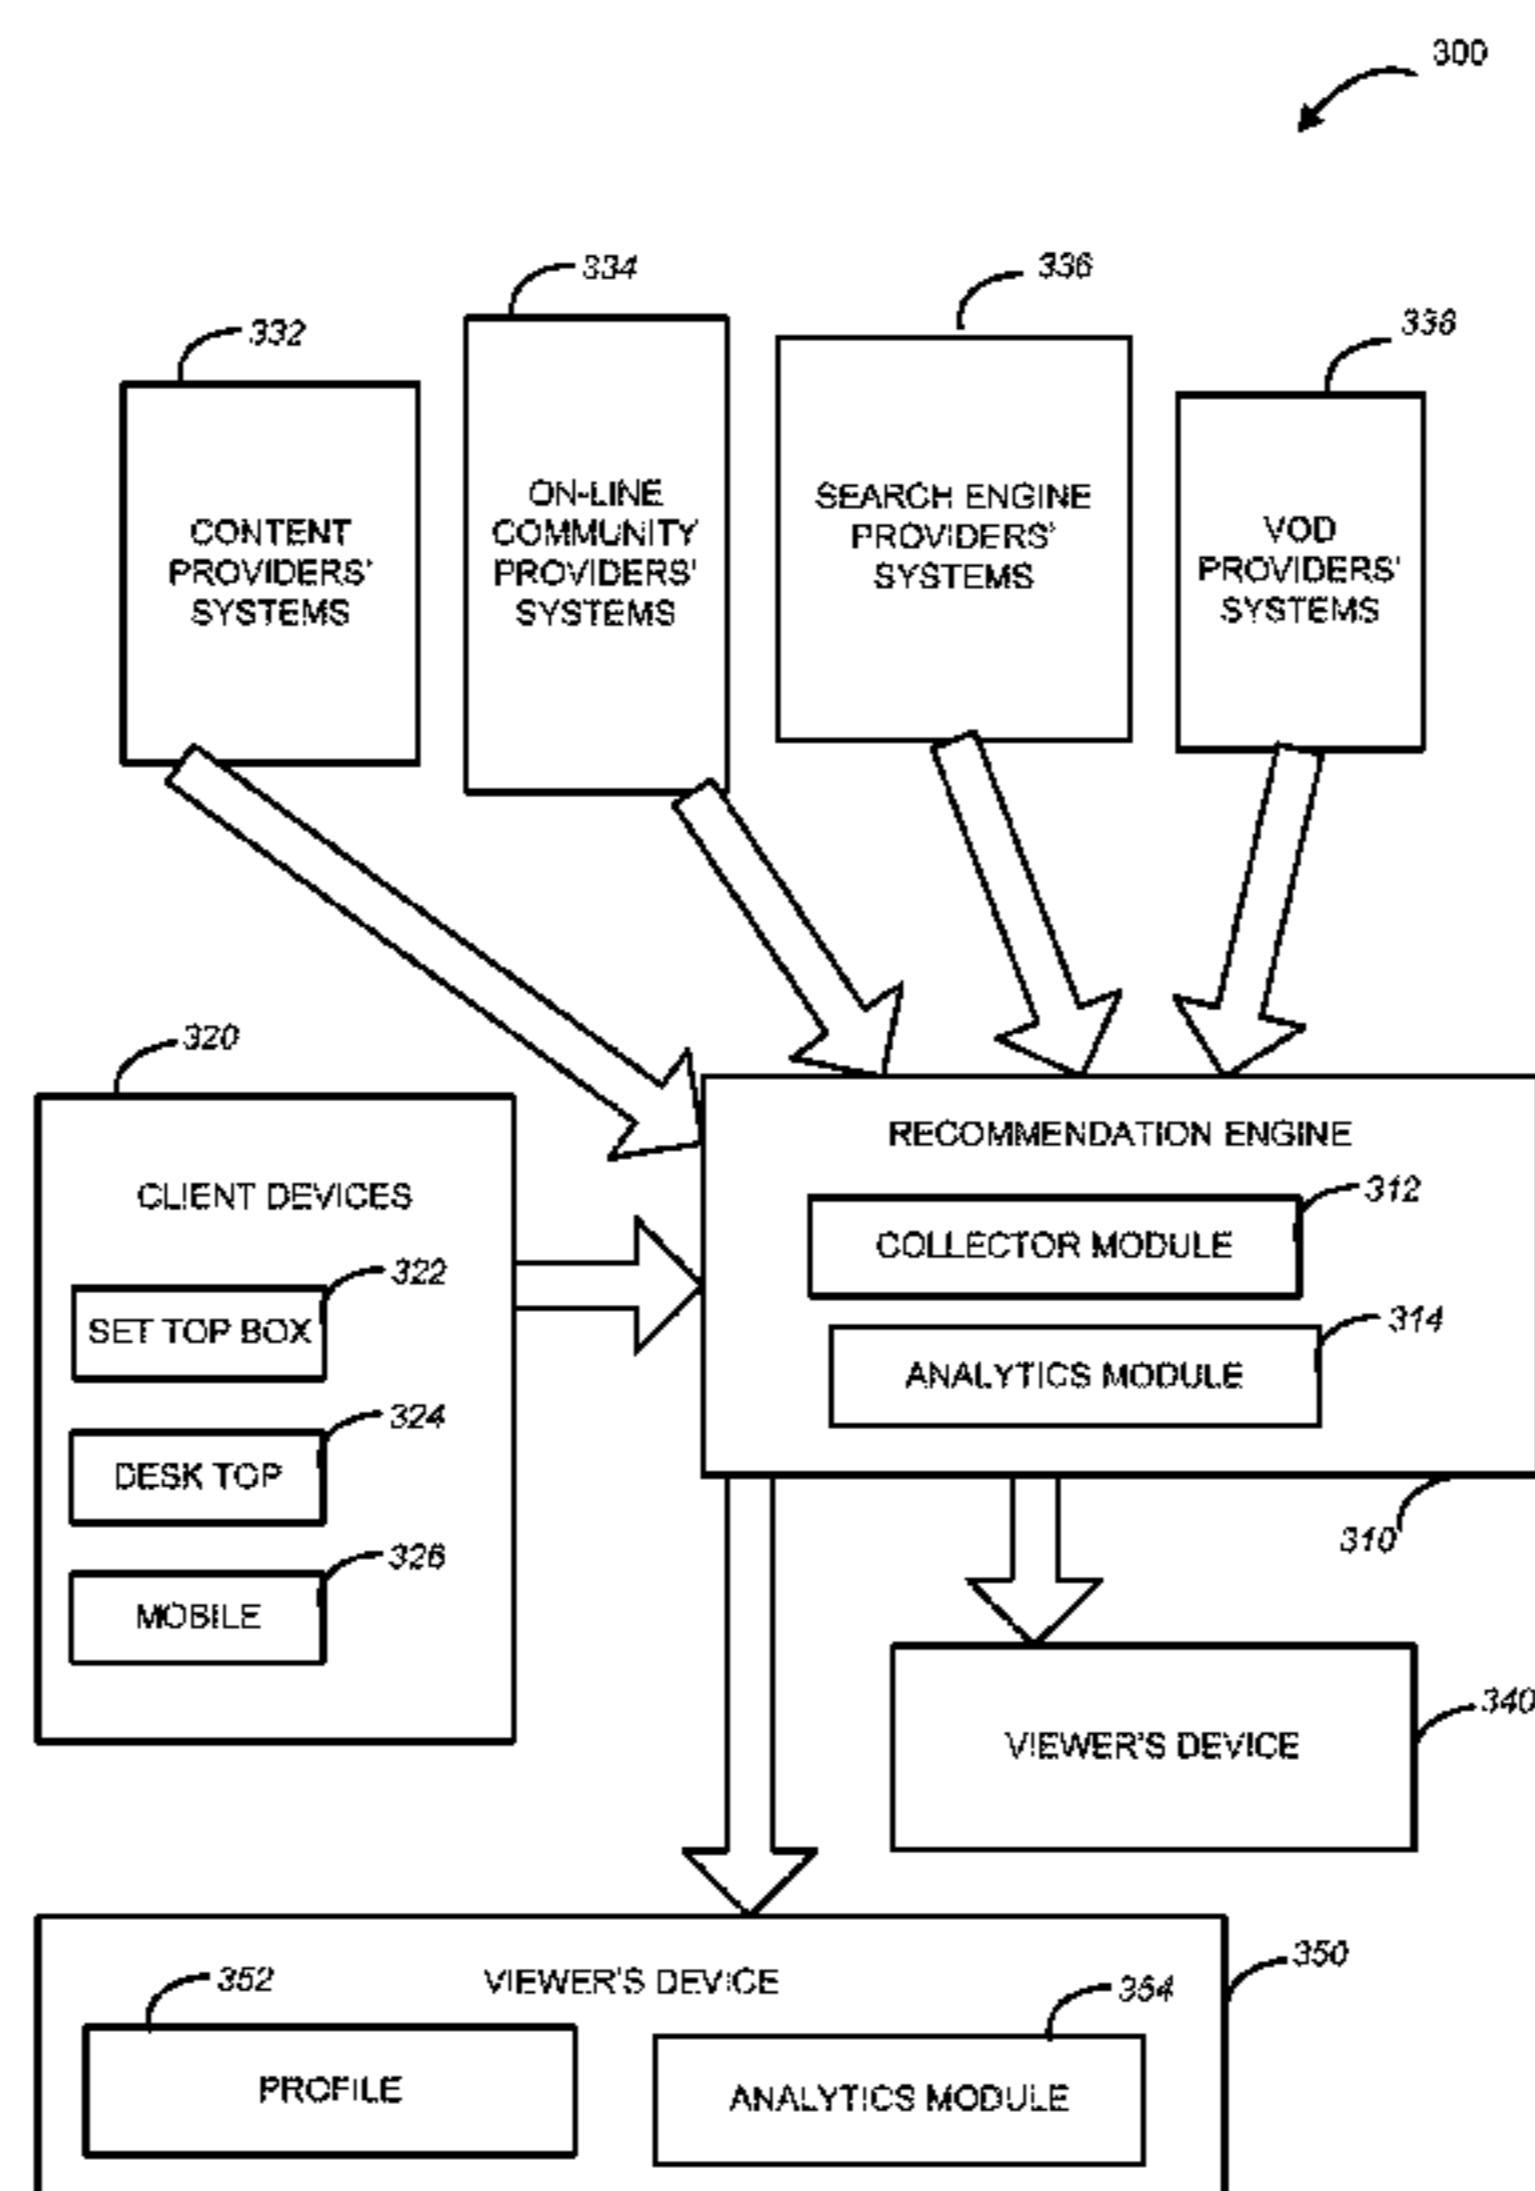 300
334
336
332
338
CONTENT
PROVIDERS'
SYSTEMS
ON-LINE
COMMUNITY
PROVIDERS'
SYSTEMS
SEARCH ENGINE
PROVIDERS'
SYSTEMS
VOD
PROVIDERS'
SYSTEMS
320
CLIENT DEVICES
322
SET TOP BOX
324
DESK TOP
326
MOBILE
RECOMMENDATION ENGINE
312
COLLECTOR MODULE
314
ANALYTICS MODULE
310
340
VIEWER'S DEVICE
350
VIEWER'S DEVICE
352
PROFILE
354
ANALYTICS MODULE